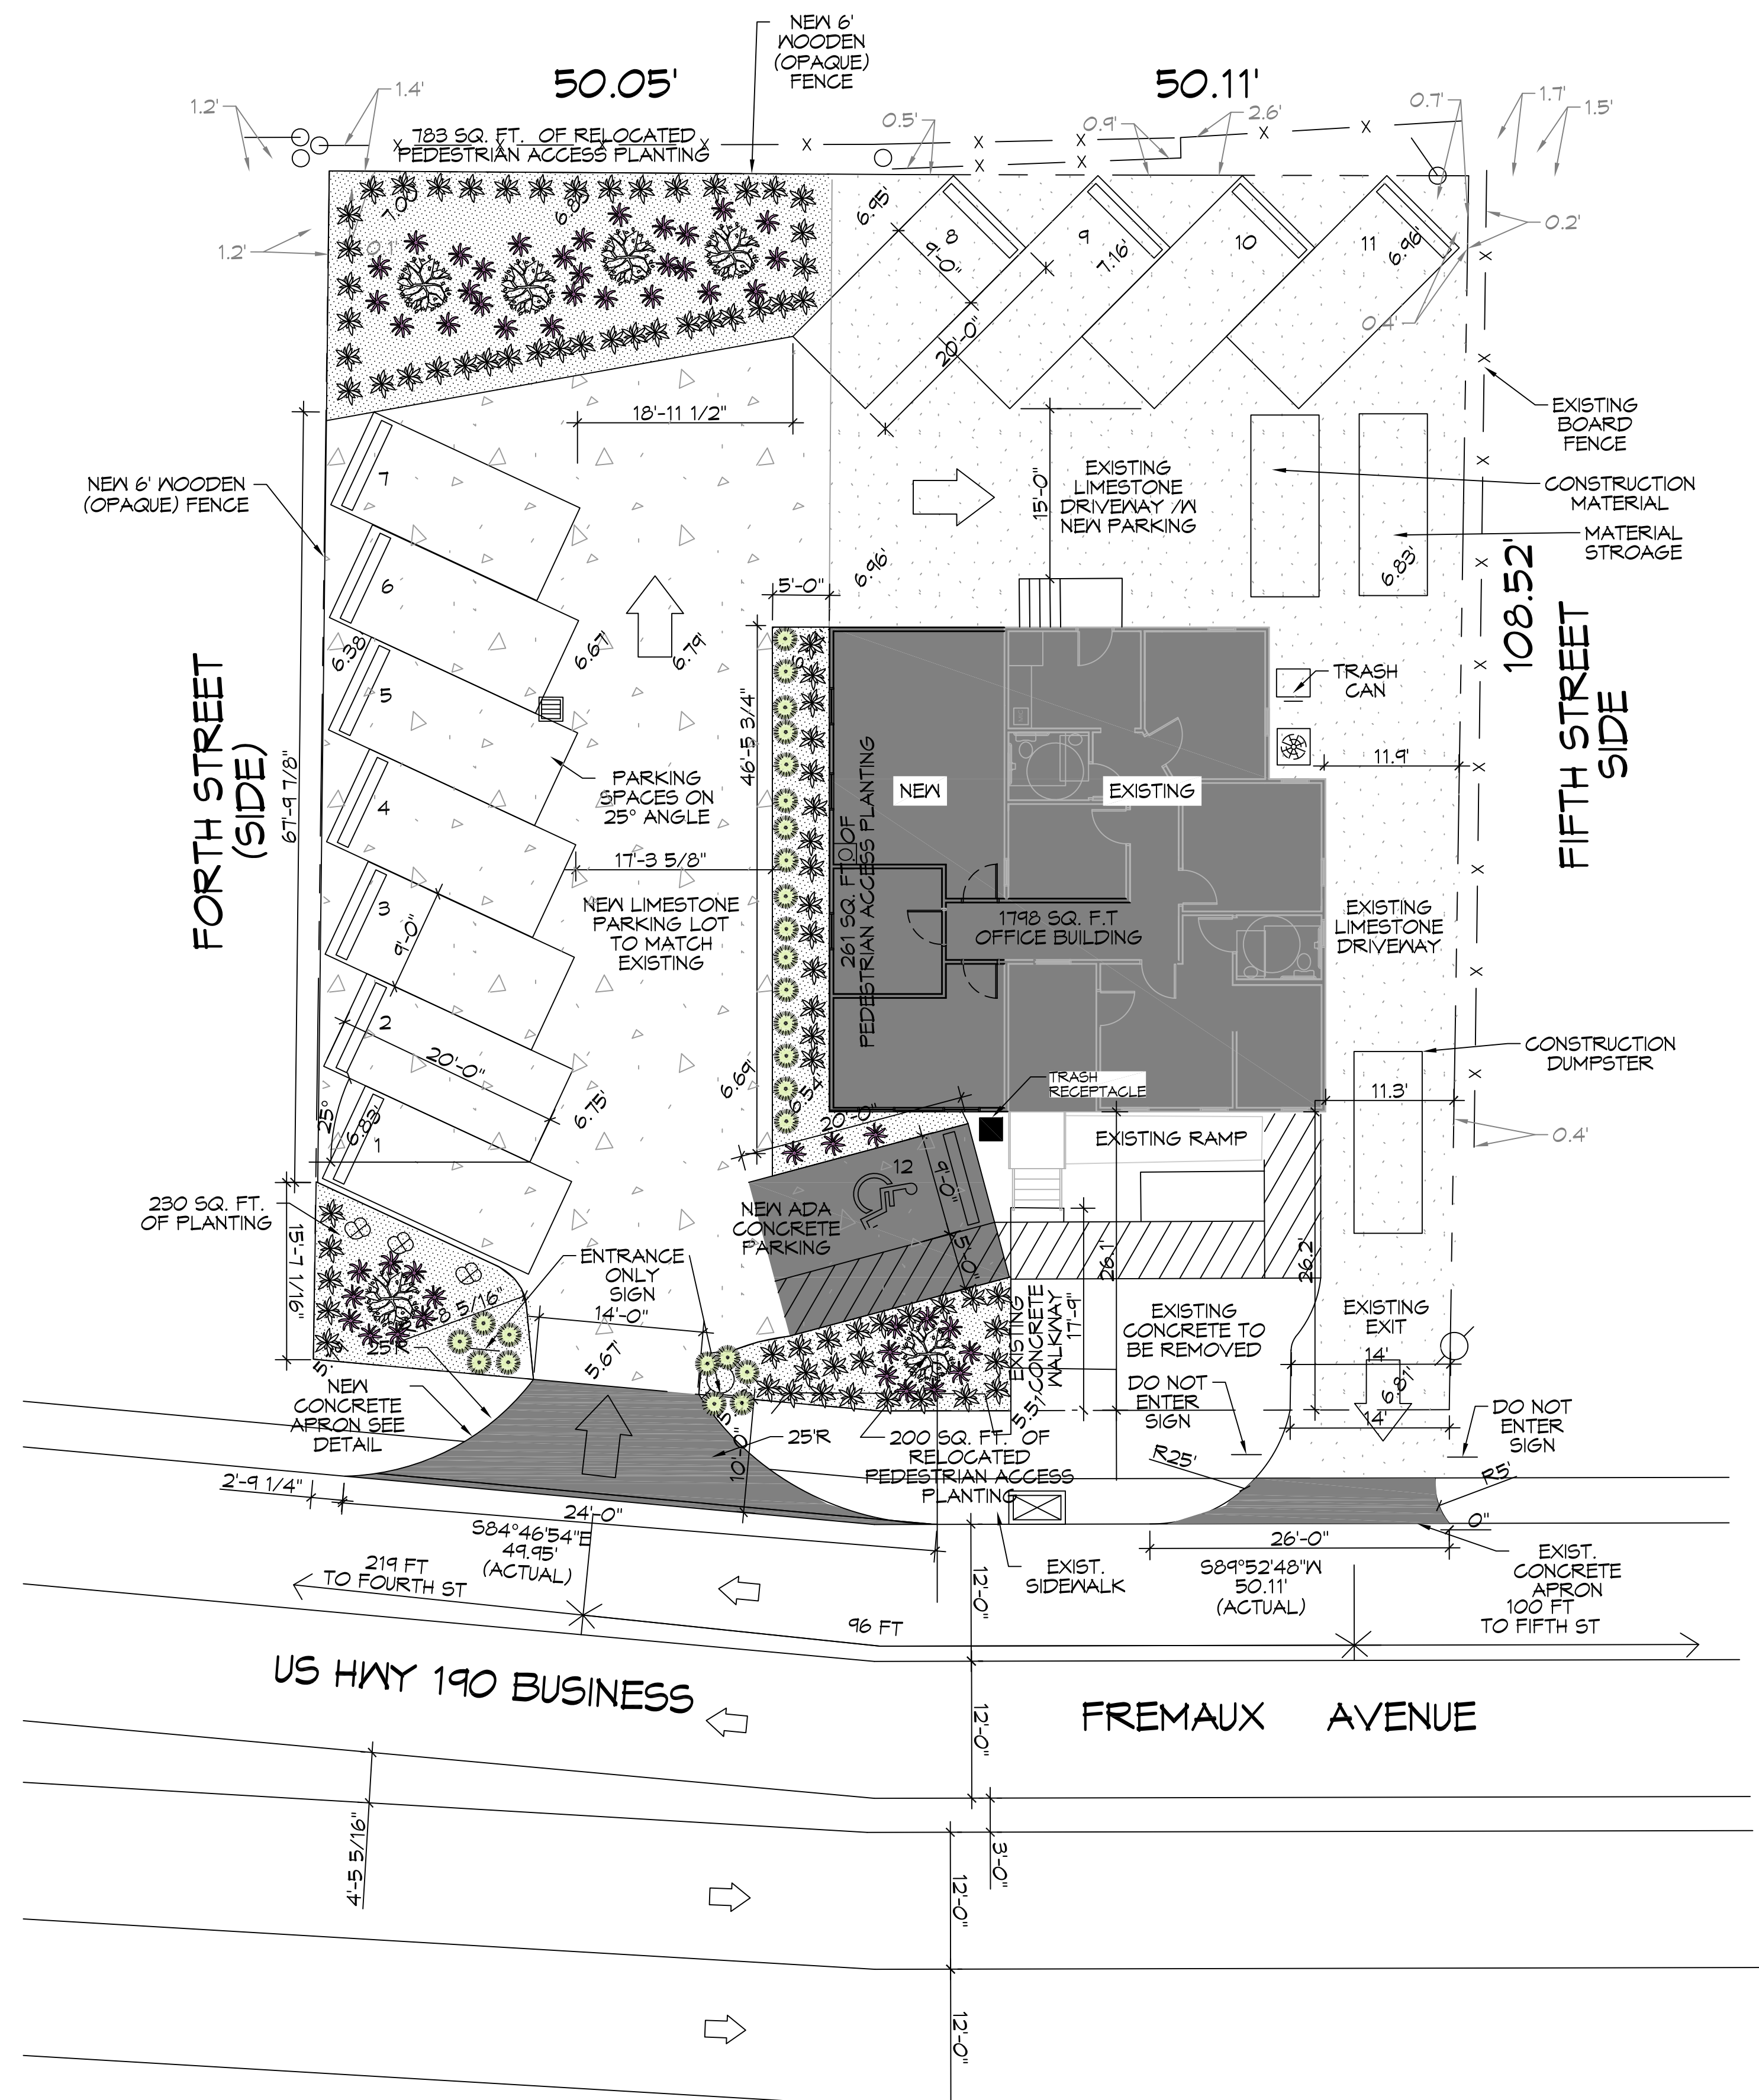 NEW 6'
WOODEN
(OPAQUE)
FENCE
50.05'
50.11'
1.2'
1.4'
0.5'
0.9'
2.6'
0.7'
1.7'
1.5'
783 SQ. FT. OF RELOCATED
PEDESTRIAN ACCESS PLANTING
7.00'
6.95'
8
9
10
11
9'-0"
7.16'
6.96'
0.2'
1.2'
0.1'
0.4'
20'-0"
18'-11 1/2"
EXISTING
BOARD
FENCE
NEW 6' WOODEN
(OPAQUE) FENCE
7
EXISTING
LIMESTONE
DRIVEWAY /W
NEW PARKING
15'-0"
CONSTRUCTION
MATERIAL
MATERIAL
STROAGE
6.83'
108.52'
6
5'-0"
6.96'
6.38'
6.67'
6.79'
FORTH STREET
(SIDE)
67'-9 7/8"
FIFTH STREET
SIDE
5
TRASH
CAN
46'-5 3/4"
11.9'
PARKING
SPACES ON
25° ANGLE
NEW
EXISTING
4
261 SQ. FT. OF
PEDESTRIAN ACCESS PLANTING
17'-3 5/8"
3
9'-0"
NEW LIMESTONE
PARKING LOT
TO MATCH
EXISTING
1798 SQ. F.T
OFFICE BUILDING
EXISTING
LIMESTONE
DRIVEWAY
2
20'-0"
CONSTRUCTION
DUMPSTER
11.3'
TRASH
RECEPTACLE
6.69'
6.54'
6.75'
25°
6.83'
1
20'-0"
EXISTING RAMP
0.4'
12
9'-0"
230 SQ. FT.
OF PLANTING
15'-7 1/16"
NEW ADA
CONCRETE
PARKING
5'-0"
ENTRANCE
ONLY
SIGN
14'-0"
26.1'
26.2'
EXISTING
CONCRETE
WALKWAY
17'-9"
EXISTING
CONCRETE TO
BE REMOVED
EXISTING
EXIT
14'
6.87'
14'
25'R
5.67'
NEW
CONCRETE
APRON SEE
DETAIL
DO NOT
ENTER
SIGN
DO NOT
ENTER
SIGN
5.57'
25'R
10'-0"
200 SQ. FT. OF
RELOCATED
PEDESTRIAN ACCESS
PLANTING
R25'
R5'
2'-9 1/4"
24'-0"
26'-0"
0"
S84°46'54"E
49.95'
(ACTUAL)
EXIST.
SIDEWALK
S89°52'48"W
50.11'
(ACTUAL)
EXIST.
CONCRETE
APRON
219 FT
TO FOURTH ST
12'-0"
96 FT
100 FT
TO FIFTH ST
US HWY 190 BUSINESS
12'-0"
FREMAUX AVENUE
4'-5 5/16"
3'-0"
12'-0"
12'-0"